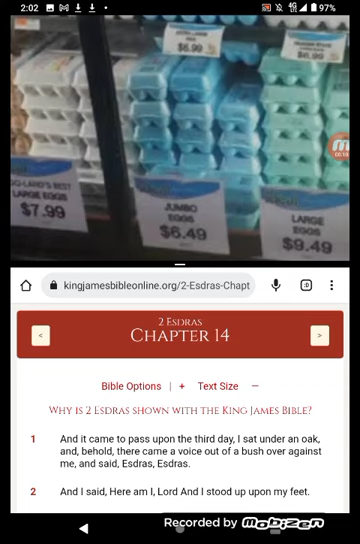 2:02
97%
$6.99
$6.99
LARGE EGGS
$7.99
JUMBO
EGGS
$6.49
LARGE
EGGS
$9.49
kingjamesbibleonline.org/2-Esdras-Chapt
2 Esdras
Chapter 14
<
>
Bible Options | + Text Size −
Why is 2 Esdras shown with the King James Bible?
1 And it came to pass upon the third day, I sat under an oak,
and, behold, there came a voice out of a bush over against
me, and said, Esdras, Esdras.
2 And I said, Here am I, Lord And I stood up upon my feet.
Recorded by mobizen